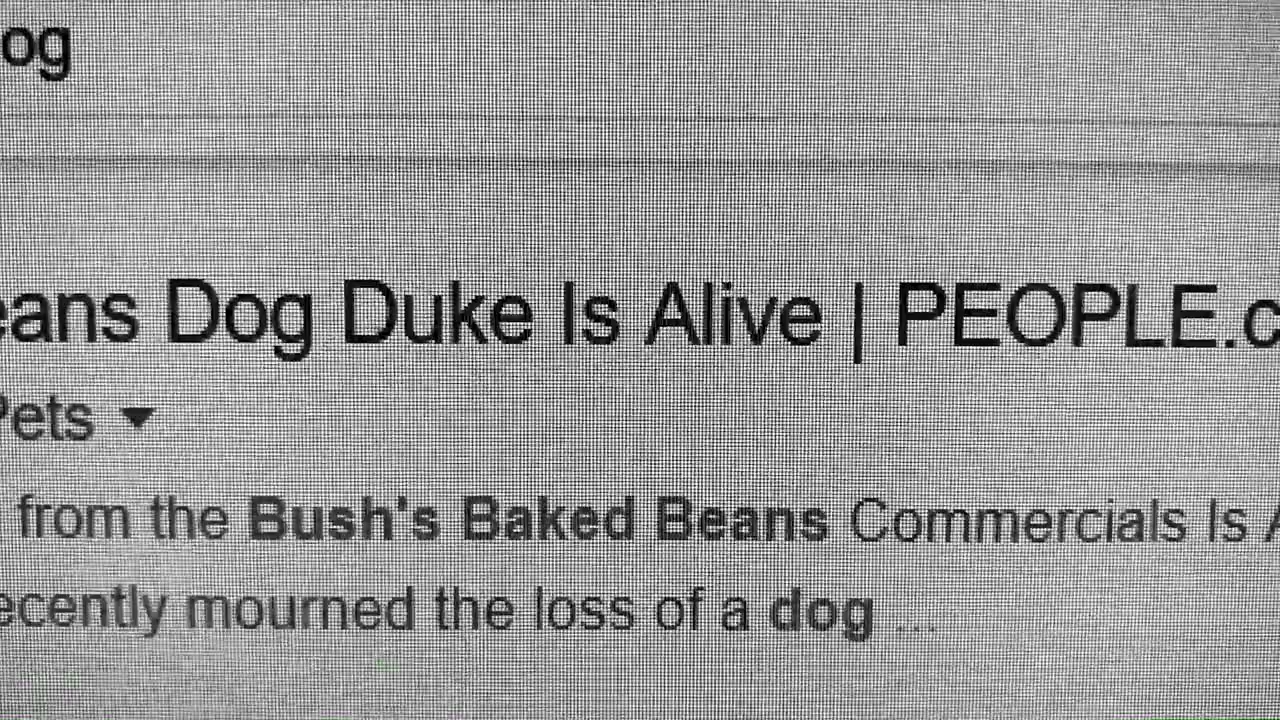 og
eans Dog Duke Is Alive | PEOPLE.c
Pets
from the Bush's Baked Beans Commercials Is A
ecently mourned the loss of a dog ...